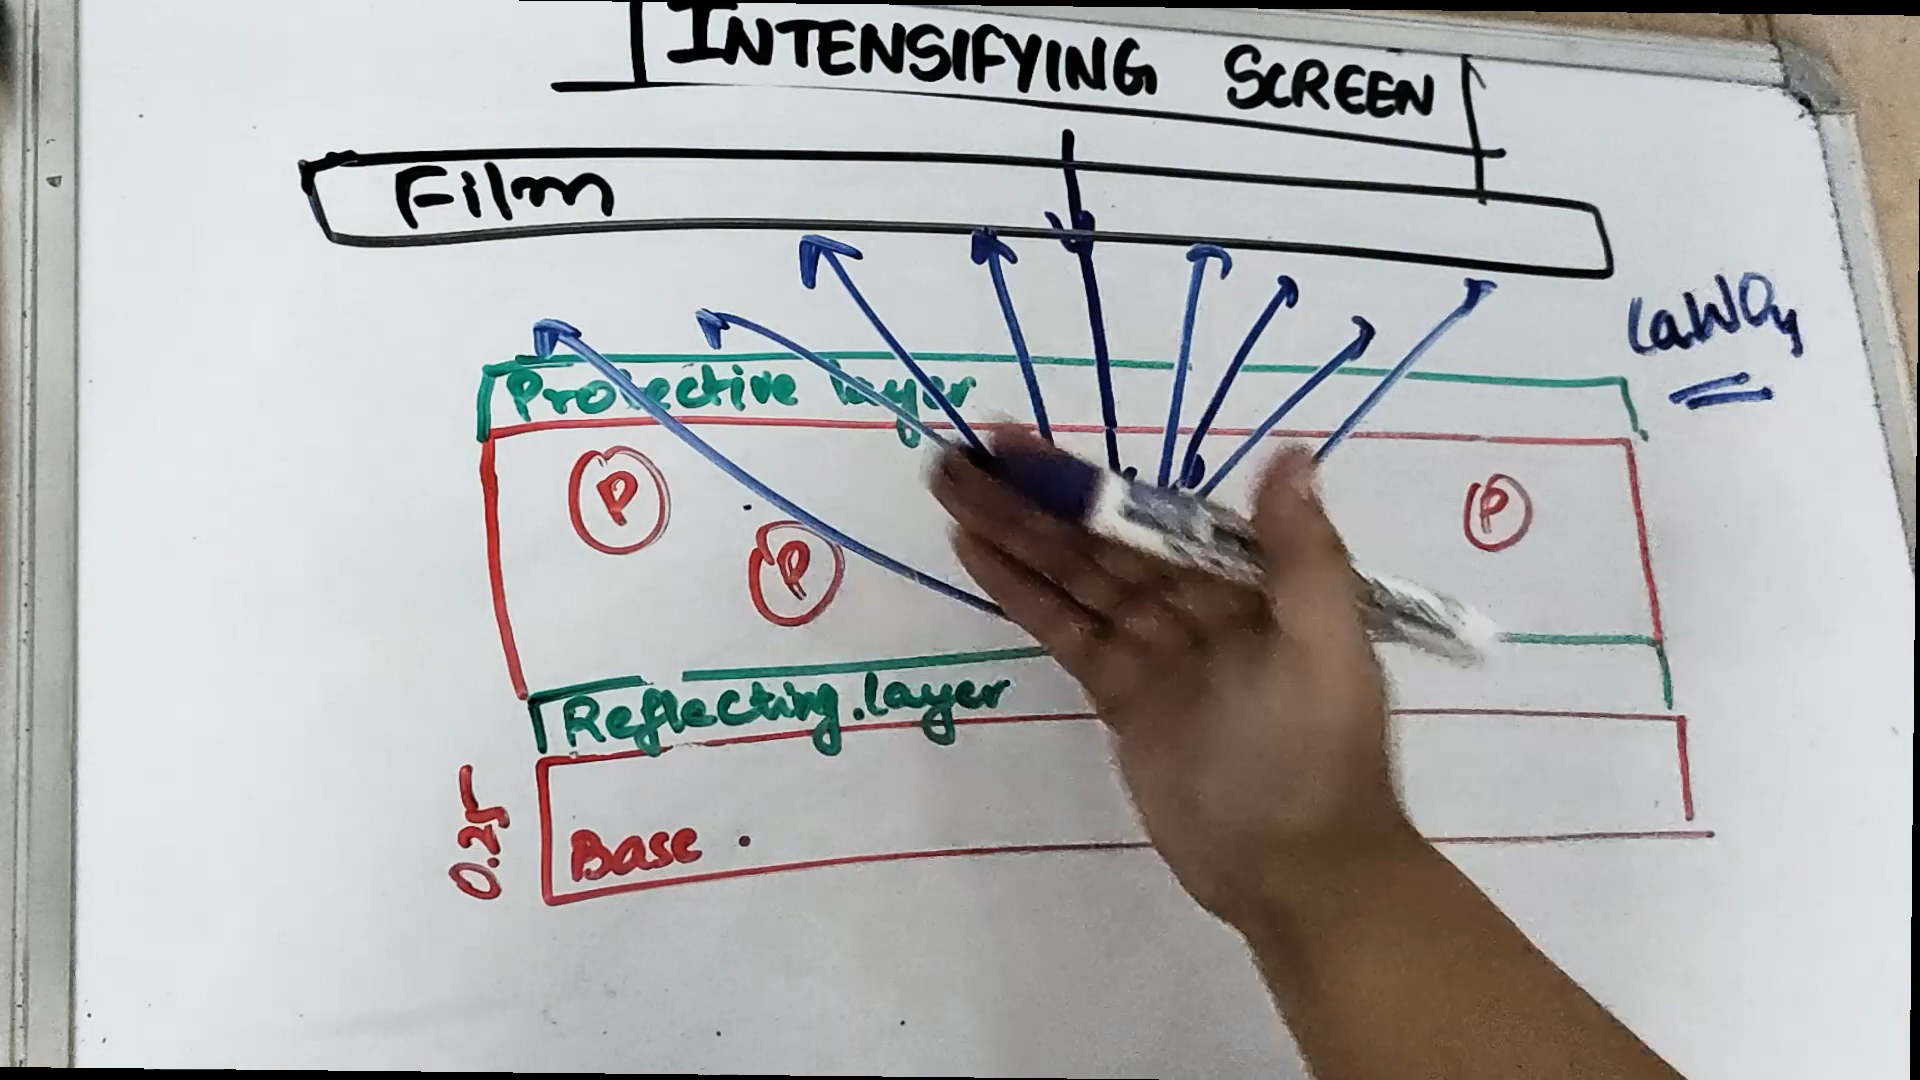 INTENSIFYING SCREEN
Film
CaWO4
Protective layer
P
P
P
Reflecting layer
0.25
Base